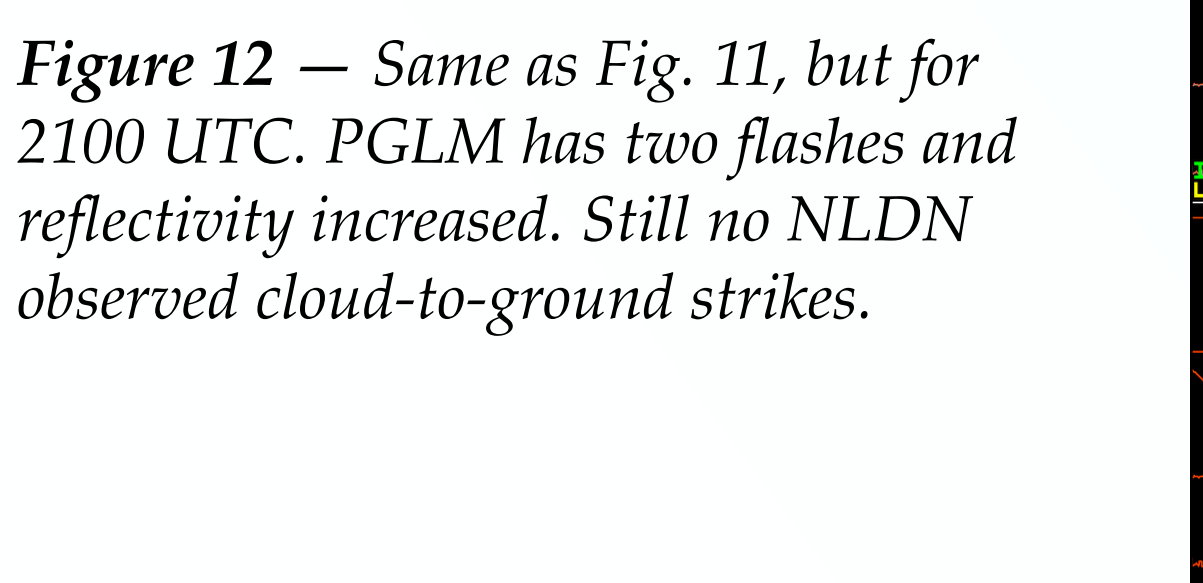 Figure 12 — Same as Fig. 11, but for
2100 UTC. PGLM has two flashes and
reflectivity increased. Still no NLDN
observed cloud-to-ground strikes.